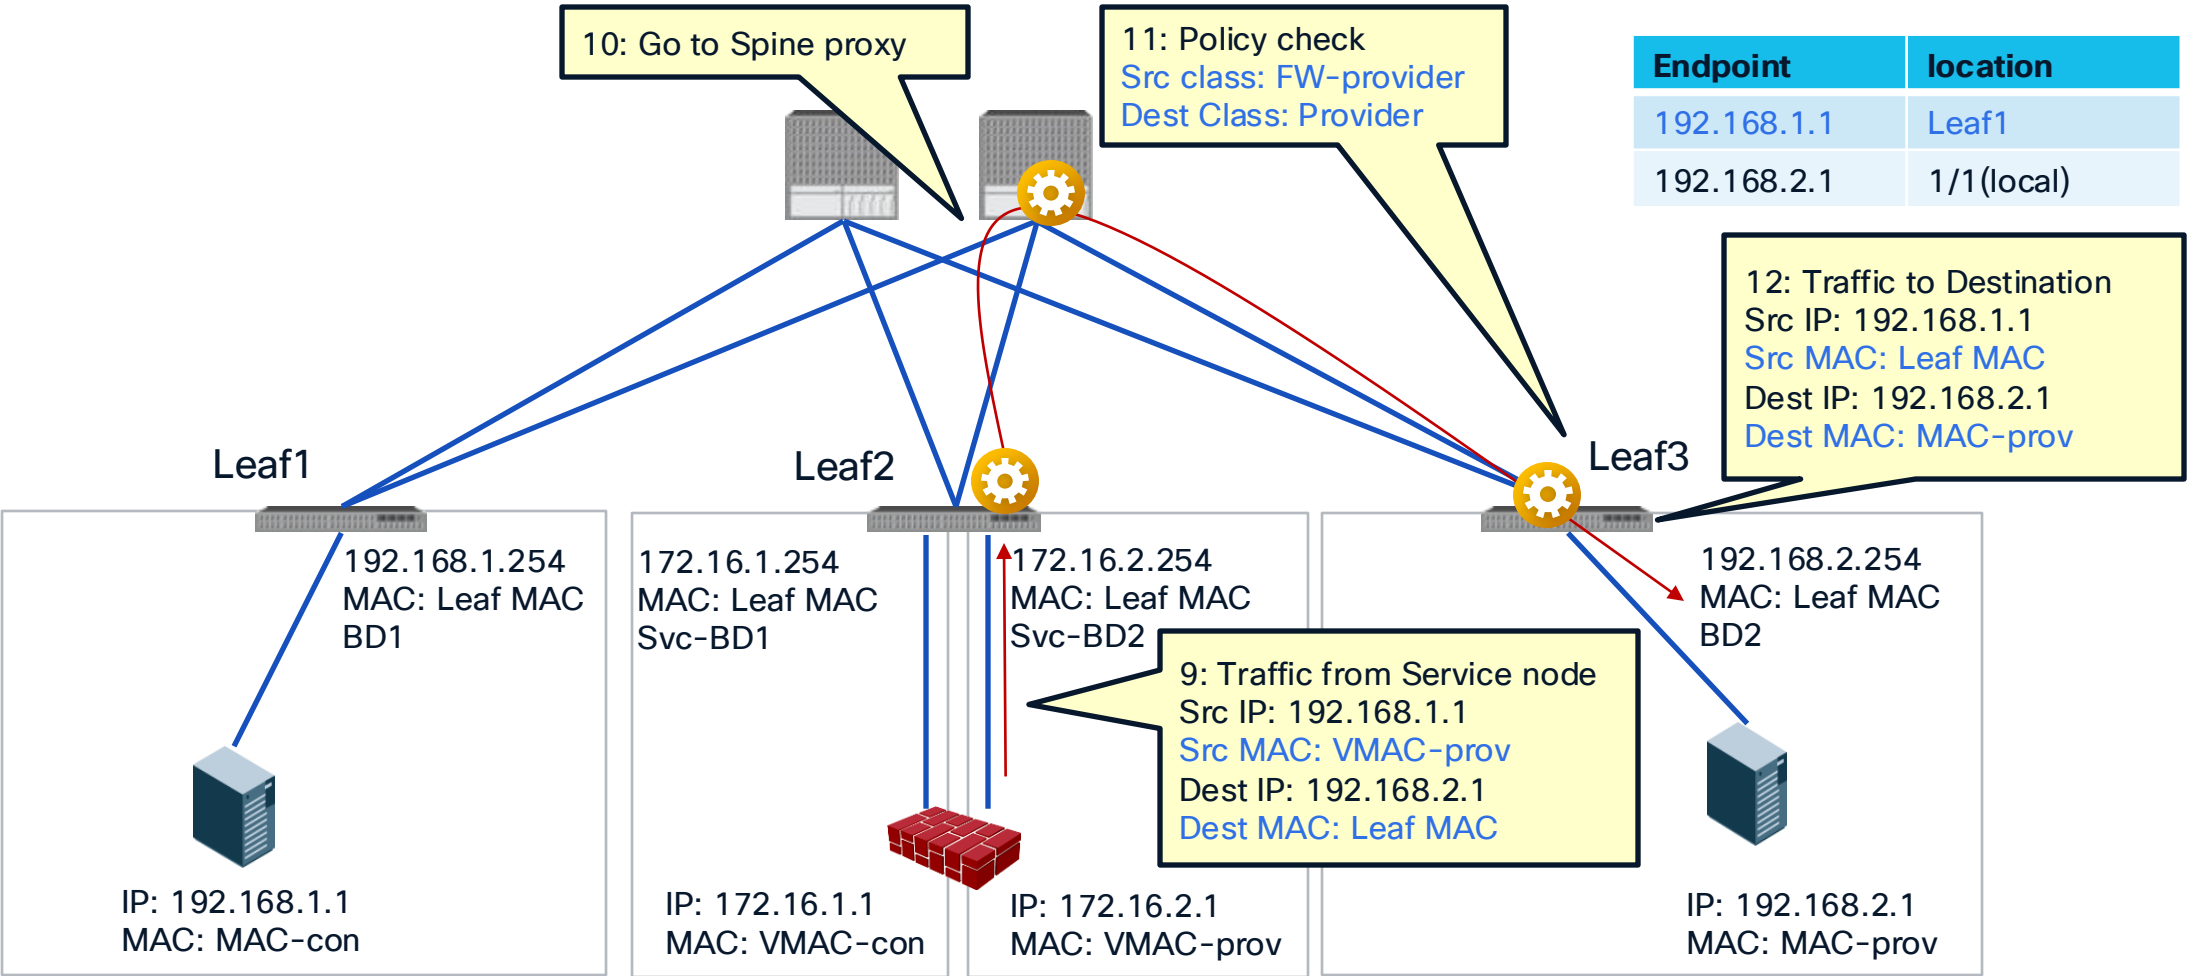 10: Go to Spine proxy
11: Policy check
Src class: FW-provider
Dest Class: Provider
Endpoint location
192.168.1.1 Leaf1
192.168.2.1 1/1(local)
12: Traffic to Destination
Src IP: 192.168.1.1
Src MAC: Leaf MAC
Dest IP: 192.168.2.1
Dest MAC: MAC-prov
Leaf1
Leaf2
Leaf3
192.168.1.254
MAC: Leaf MAC
BD1
172.16.1.254
MAC: Leaf MAC
Svc-BD1
172.16.2.254
MAC: Leaf MAC
Svc-BD2
192.168.2.254
MAC: Leaf MAC
BD2
9: Traffic from Service node
Src IP: 192.168.1.1
Src MAC: VMAC-prov
Dest IP: 192.168.2.1
Dest MAC: Leaf MAC
IP: 192.168.1.1
MAC: MAC-con
IP: 172.16.1.1
MAC: VMAC-con
IP: 172.16.2.1
MAC: VMAC-prov
IP: 192.168.2.1
MAC: MAC-prov